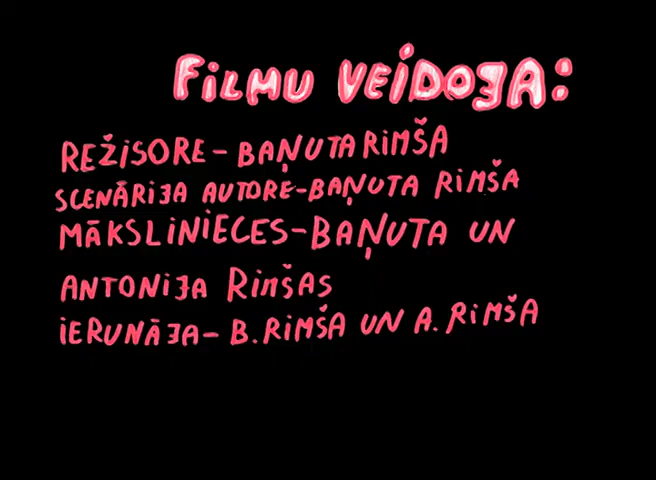 FiLMU VEiDOJA:
REŽiSORE - BAŅUTA RiMŠA
SCENĀRiJA AUTORE-BAŅUTA RiMŠA
MĀKSLiNiECES-BAŅUTA UN
ANTONiJA RiMŠAS
iERUNĀJA- B.RiMŠA UN A. RiMŠA